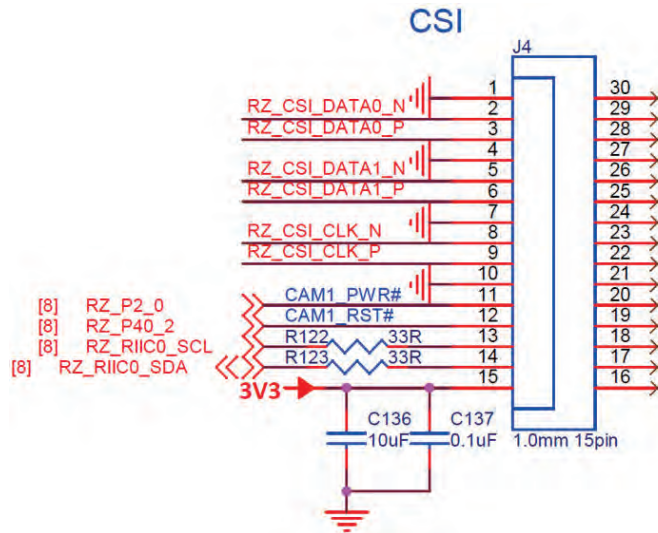 CSI
J4
1 30
RZ_CSI_DATA0_N 2 29
RZ_CSI_DATA0_P 3 28
4 27
RZ_CSI_DATA1_N 5 26
RZ_CSI_DATA1_P 6 25
7 24
RZ_CSI_CLK_N 8 23
RZ_CSI_CLK_P 9 22
10 21
[8] RZ_P2_0 CAM1_PWR# 11 20
[8] RZ_P40_2 CAM1_RST# 12 19
[8] RZ_RIIC0_SCL R122 33R 13 18
[8] RZ_RIIC0_SDA R123 33R 14 17
3V3 15 16
C136 C137
10uF 0.1uF 1.0mm 15pin